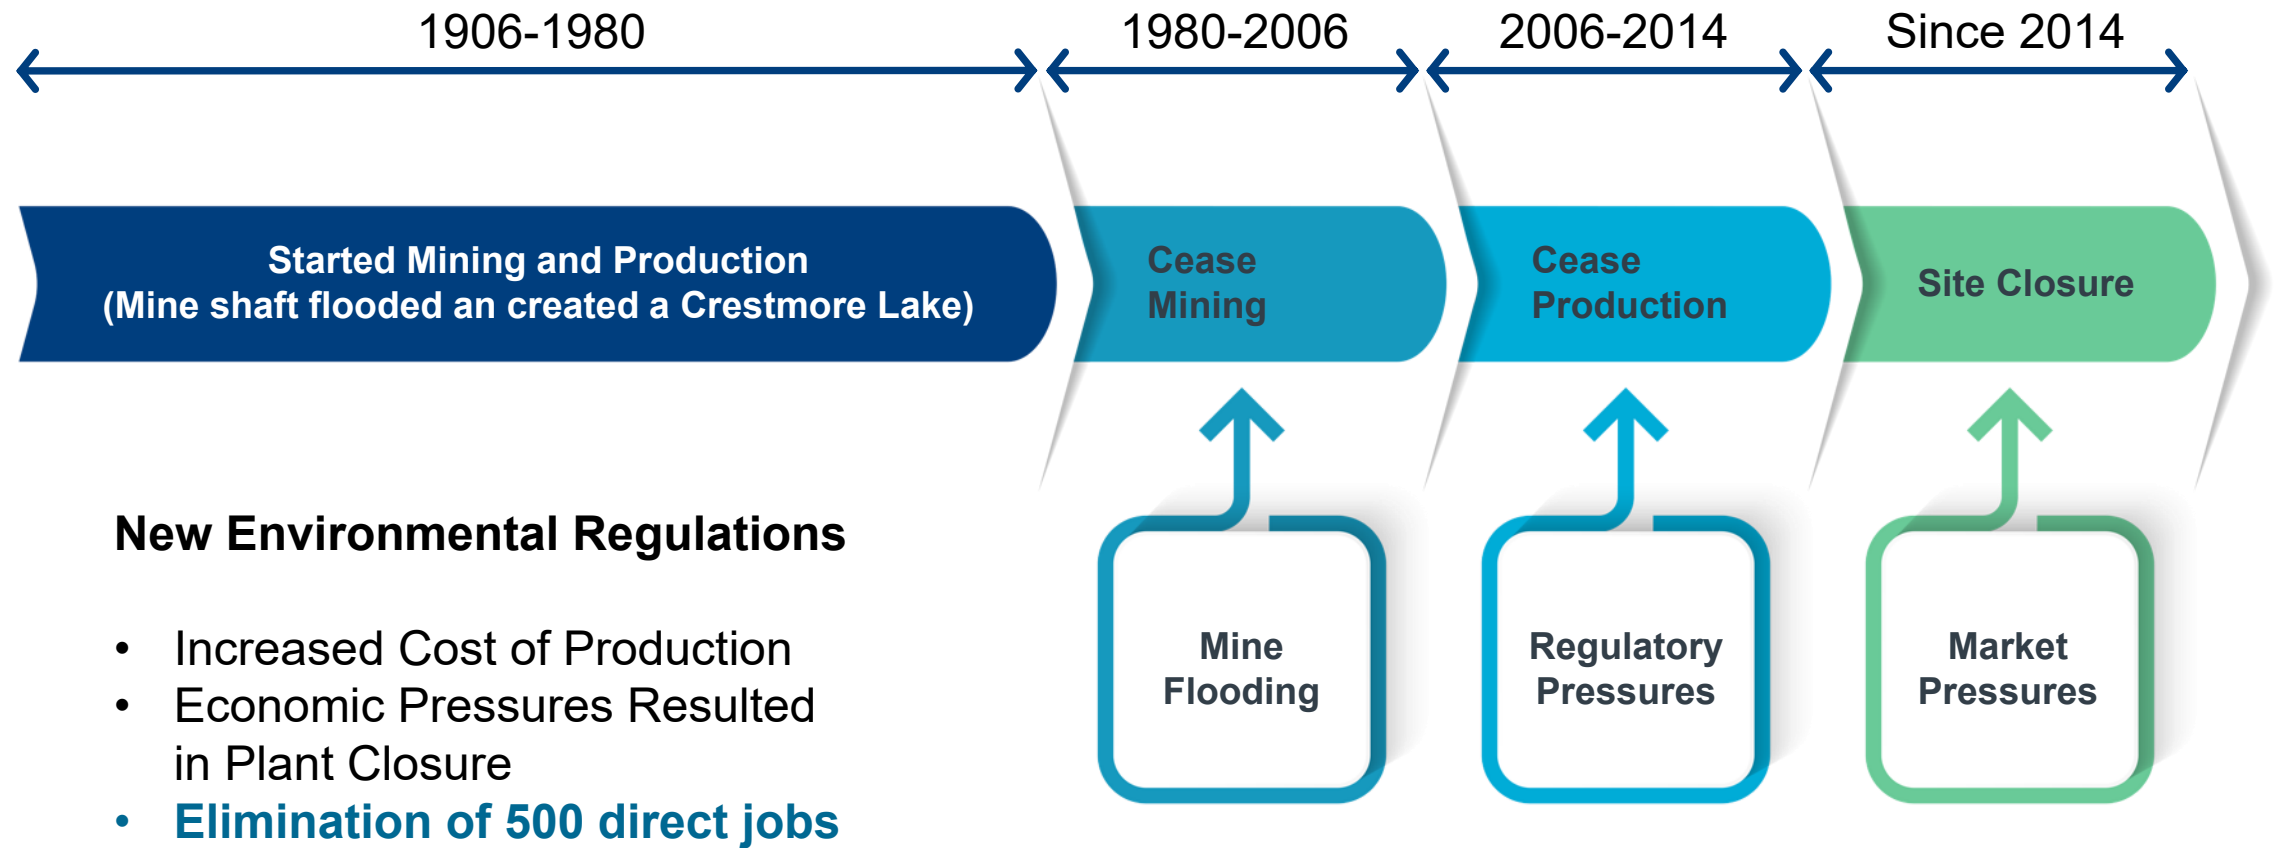 1906-1980
1980-2006
2006-2014
Since 2014
Started Mining and Production
(Mine shaft flooded an created a Crestmore Lake)
Cease
Mining
Cease
Production
Site Closure
New Environmental Regulations
• Increased Cost of Production
• Economic Pressures Resulted
in Plant Closure
• Elimination of 500 direct jobs
Mine
Flooding
Regulatory
Pressures
Market
Pressures